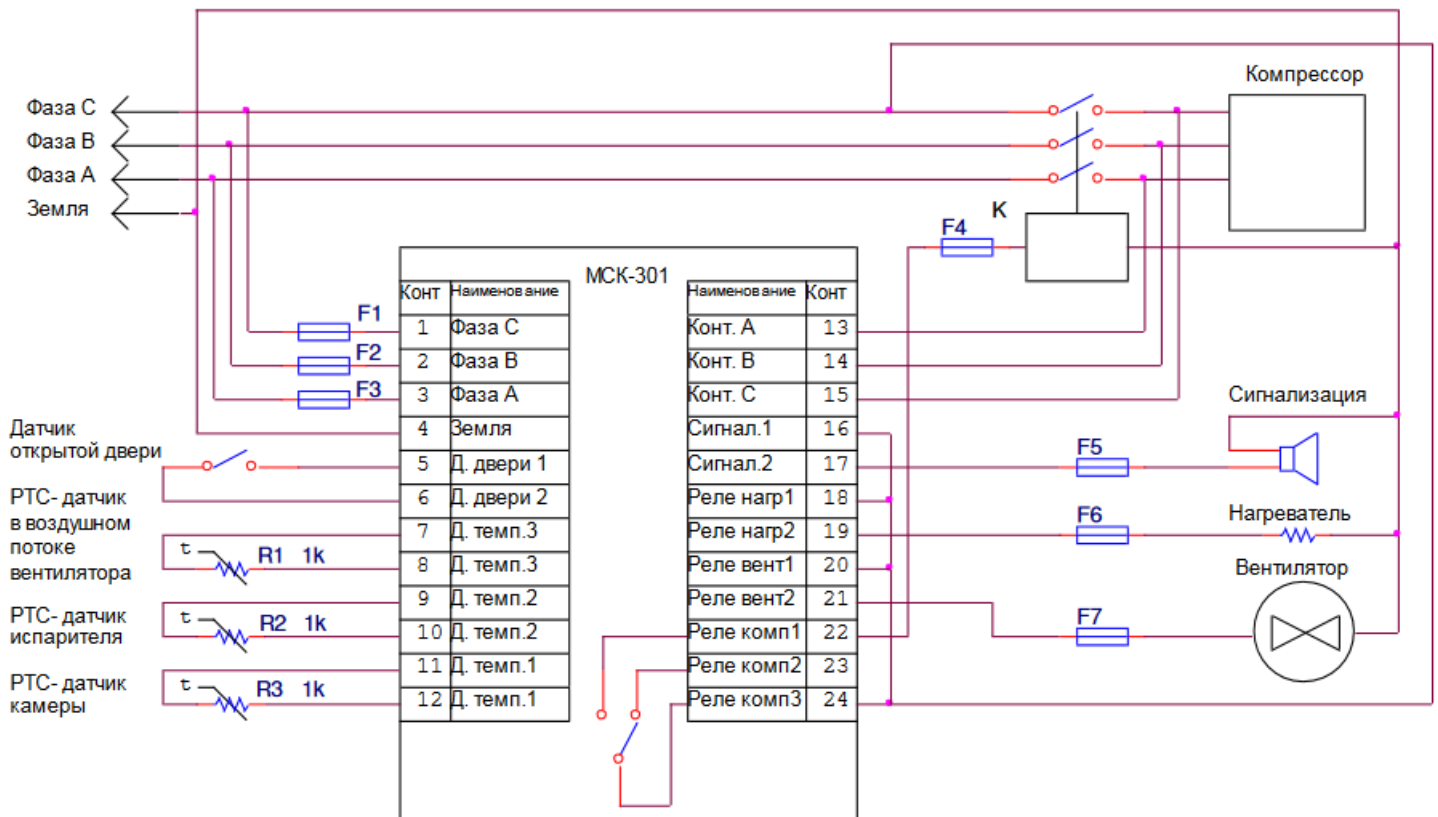 Компрессор
Фаза C
Фаза B
Фаза A
Земля
K
F4
МСК-301
Конт Наименование
Наименование Конт
F1
1 Фаза C
Конт. A 13
F2
2 Фаза B
Конт. B 14
F3
3 Фаза A
Конт. C 15
Сигнализация
4 Земля
Сигнал.1 16
Датчик
открытой двери
5 Д. двери 1
Сигнал.2 17
F5
6 Д. двери 2
Реле нагр1 18
РТС- датчик
в воздушном
потоке
вентилятора
t
R1 1k
7 Д. темп.3
Реле нагр2 19
F6
Нагреватель
8 Д. темп.3
Реле вент1 20
Вентилятор
9 Д. темп.2
Реле вент2 21
F7
РТС- датчик
испарителя
t
R2 1k
10 Д. темп.2
Реле комп1 22
11 Д. темп.1
Реле комп2 23
РТС- датчик
камеры
t
R3 1k
12 Д. темп.1
Реле комп3 24